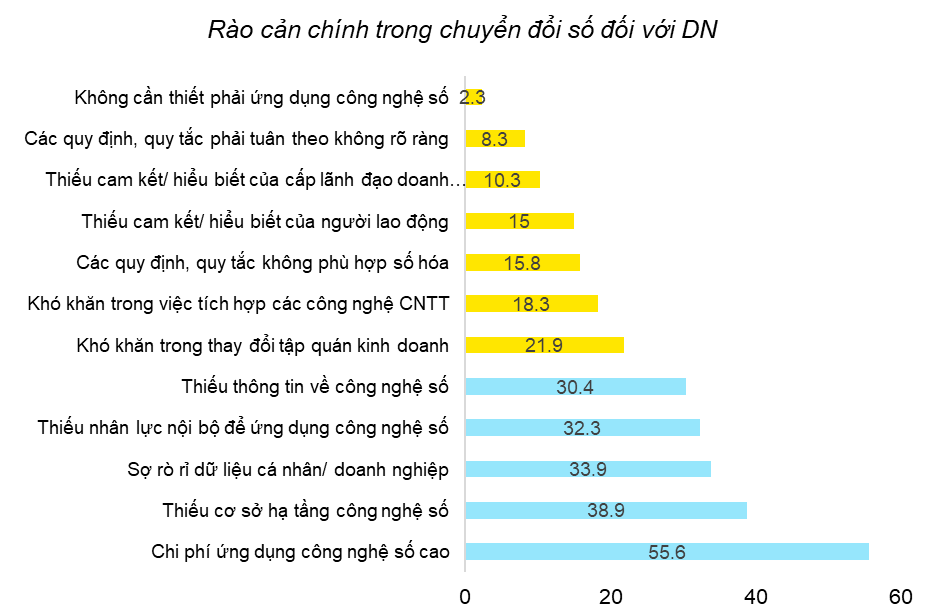 Rào cản chính trong chuyển đổi số đối với DN
Không cần thiết phải ứng dụng công nghệ số 2.3
Các quy định, quy tắc phải tuân theo không rõ ràng 8.3
Thiếu cam kết/ hiểu biết của cấp lãnh đạo doanh… 10.3
Thiếu cam kết/ hiểu biết của người lao động 15
Các quy định, quy tắc không phù hợp số hóa 15.8
Khó khăn trong việc tích hợp các công nghệ CNTT 18.3
Khó khăn trong thay đổi tập quán kinh doanh 21.9
Thiếu thông tin về công nghệ số 30.4
Thiếu nhân lực nội bộ để ứng dụng công nghệ số 32.3
Sợ rò rỉ dữ liệu cá nhân/ doanh nghiệp 33.9
Thiếu cơ sở hạ tầng công nghệ số 38.9
Chi phí ứng dụng công nghệ số cao 55.6
0 20 40 60